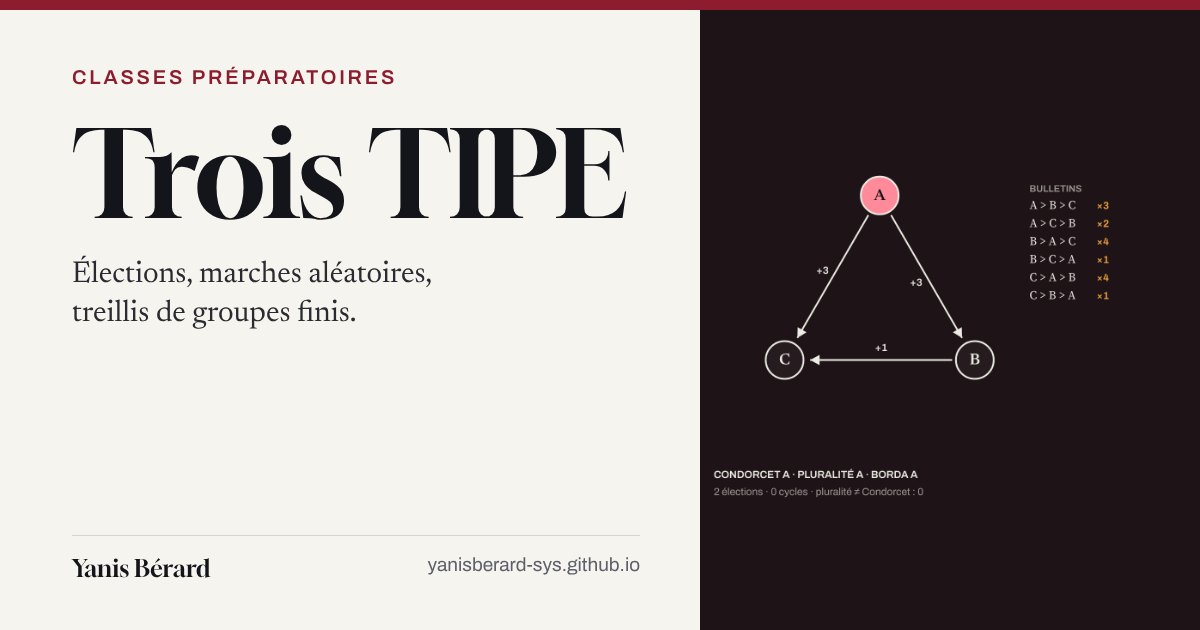 CLASSES PRÉPARATOIRES
Trois TIPE
Élections, marches aléatoires,
treillis de groupes finis.
Yanis Bérard
yanisberard-sys.github.io
A
+3
+3
C
+1
B
BULLETINS
A > B > C ×3
A > C > B ×2
B > A > C ×4
B > C > A ×1
C > A > B ×4
C > B > A ×1
CONDORCET A · PLURALITÉ A · BORDA A
2 élections · 0 cycles · pluralité ≠ Condorcet : 0